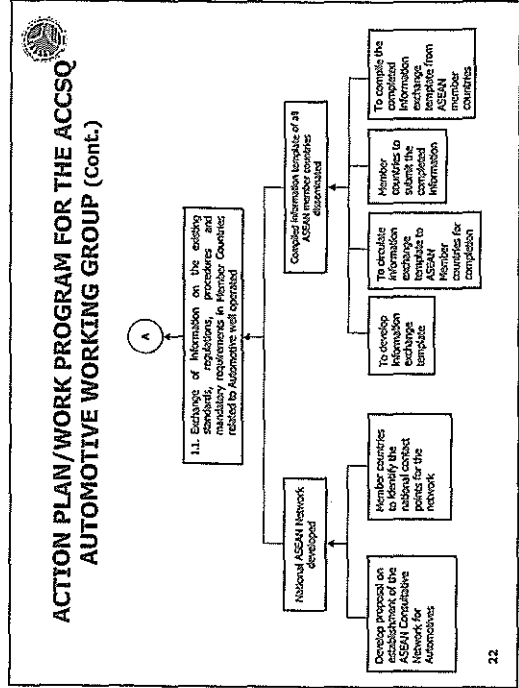 ACTION PLAN/WORK PROGRAM FOR THE ACCSQ
AUTOMOTIVE WORKING GROUP (Cont.)
A
1.1. Exchange of Information on the existing
standards, regulations, procedures and
mandatory requirements in Member Countries
related to Automotive well operated
National ASEAN Network
developed
Compiled information template of all
ASEAN member countries
disseminated
Develop proposal on
establishment of the
ASEAN Consultative
Network for
Automotives
Member countries
to identify the
national contact
points for the
network
To develop
information
exchange
template
To circulate
information
exchange
template to
ASEAN
Member
countries for
completion
Member
countries to
submit the
completed
information
To compile the
completed
information
exchange
template from
ASEAN
member
countries
22